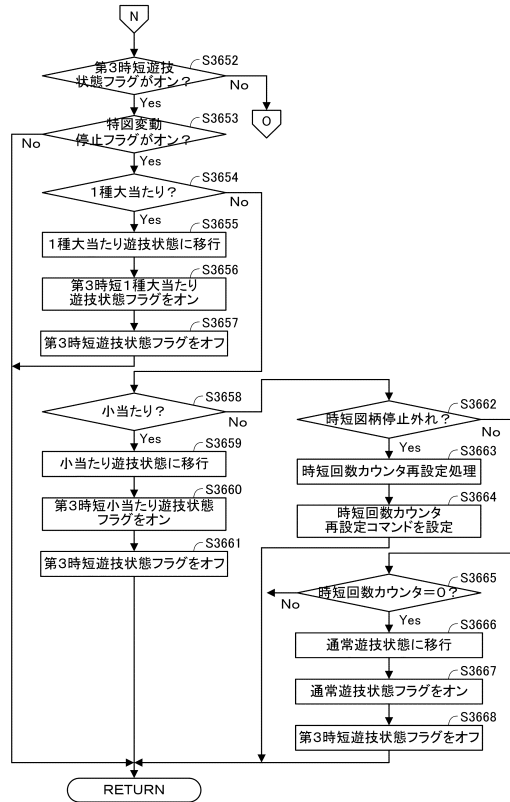 N
S3652
第3時短遊技
状態フラグがオン？
No
Yes
O
S3653
特図変動
停止フラグがオン？
No
Yes
S3654
1種大当たり？
No
Yes
S3655
1種大当たり遊技状態に移行
S3656
第3時短1種大当たり
遊技状態フラグをオン
S3657
第3時短遊技状態フラグをオフ
S3658
小当たり？
No
Yes
S3659
小当たり遊技状態に移行
S3660
第3時短小当たり遊技状態
フラグをオン
S3661
第3時短遊技状態フラグをオフ
S3662
時短図柄停止外れ？
No
Yes
S3663
時短回数カウンタ再設定処理
S3664
時短回数カウンタ
再設定コマンドを設定
S3665
時短回数カウンタ＝0？
No
Yes
S3666
通常遊技状態に移行
S3667
通常遊技状態フラグをオン
S3668
第3時短遊技状態フラグをオフ
RETURN